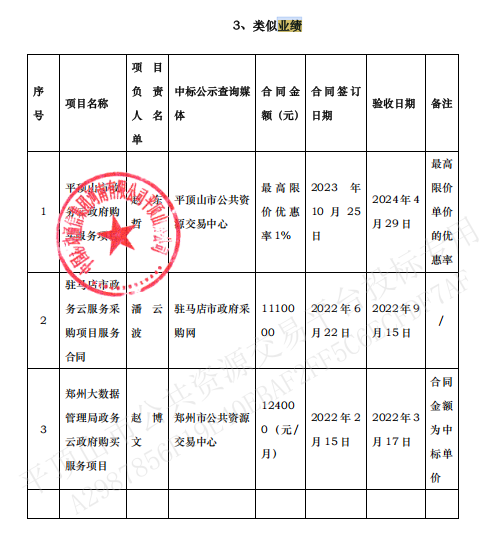 3、类似业绩
序号
项目名称
项目负责人名单
中标公示查询媒体
合同金额（元）
合同签订日期
验收日期
备注
1
平顶山市政
务云政府购
买服务项目
东
哲
平顶山市公共资
源交易中心
最高限
价优惠
率1%
2023 年
10 月 25
日
2024年4
月29日
最高
限价
单价
的优
惠率
2
驻马店市政
务云服务采
购项目服务
合同
潘 云
波
驻马店市政府采
购网
11100
00
2022年6
月22日
2022年9
月15日
/
3
郑州大数据
管理局政务
云政府购买
服务项目
赵 博
文
郑州市公共资源
交易中心
12400
0（元/
月）
2022年2
月15日
2022年3
月17日
合同
金额
为中
标单
价